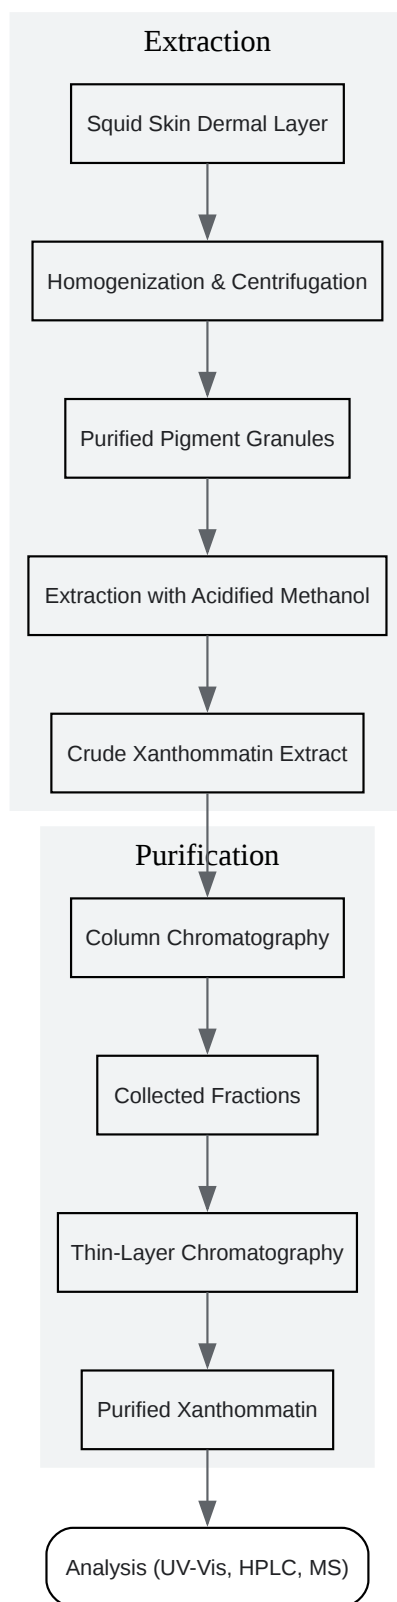 Extraction
Squid Skin Dermal Layer
Homogenization & Centrifugation
Purified Pigment Granules
Extraction with Acidified Methanol
Crude Xanthommatin Extract
Purification
Column Chromatography
Collected Fractions
Thin-Layer Chromatography
Purified Xanthommatin
Analysis (UV-Vis, HPLC, MS)